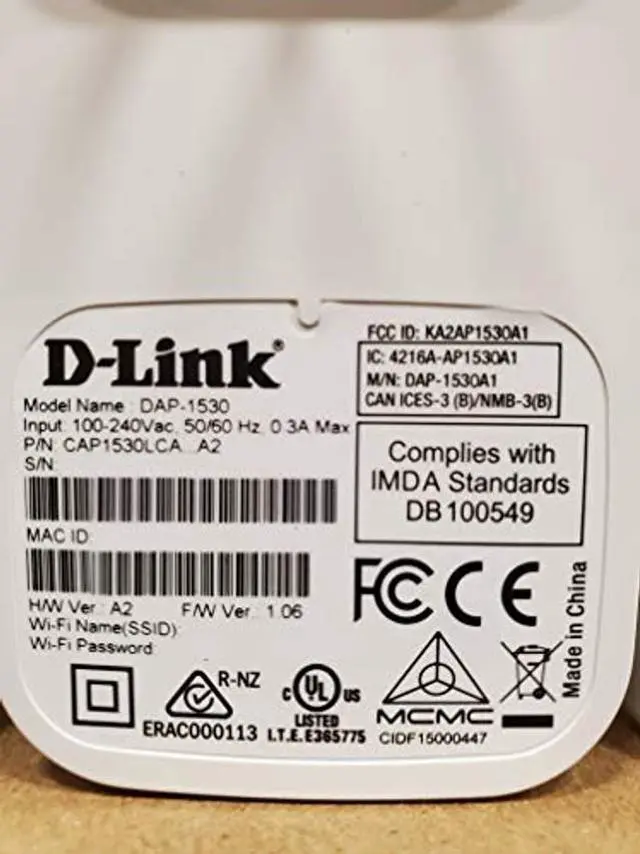 D-Link®
Model Name : DAP-1530
Input: 100-240Vac, 50/60 Hz, 0.3A Max
P/N: CAP1530LCA...A2
S/N:
MAC ID:
H/W Ver.: A2 F/W Ver.: 1.06
Wi-Fi Name(SSID):
Wi-Fi Password:
FCC ID: KA2AP1530A1
IC: 4216A-AP1530A1
M/N: DAP-1530A1
CAN ICES-3 (B)/NMB-3(B)
Complies with
IMDA Standards
DB100549
FCC CE
Made in China
R-NZ
ERAC000113
c UL us
LISTED
I.T.E. E365775
MCMC
CIDF15000447